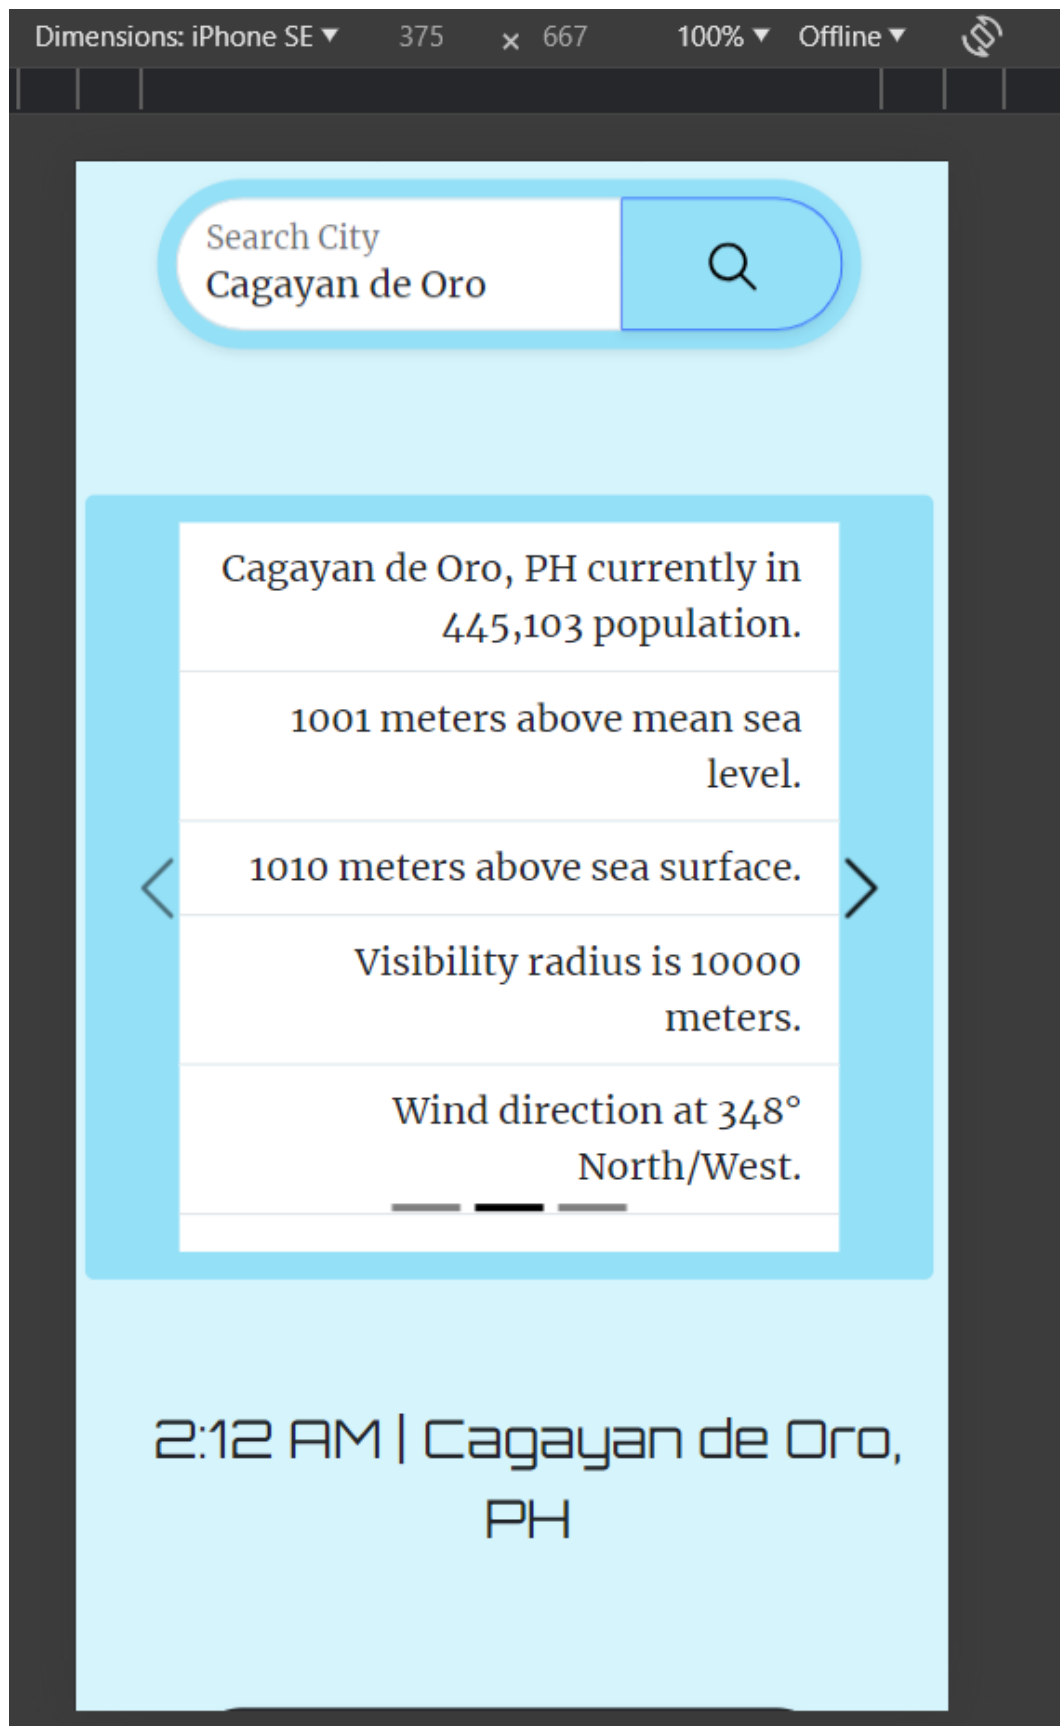 Dimensions: iPhone SE ▼ 375 × 667 100% ▼ Offline ▼
Search City
Cagayan de Oro
Cagayan de Oro, PH currently in
445,103 population.
1001 meters above mean sea
level.
1010 meters above sea surface.
Visibility radius is 10000
meters.
Wind direction at 348°
North/West.
2:12 AM | Cagayan de Oro,
PH